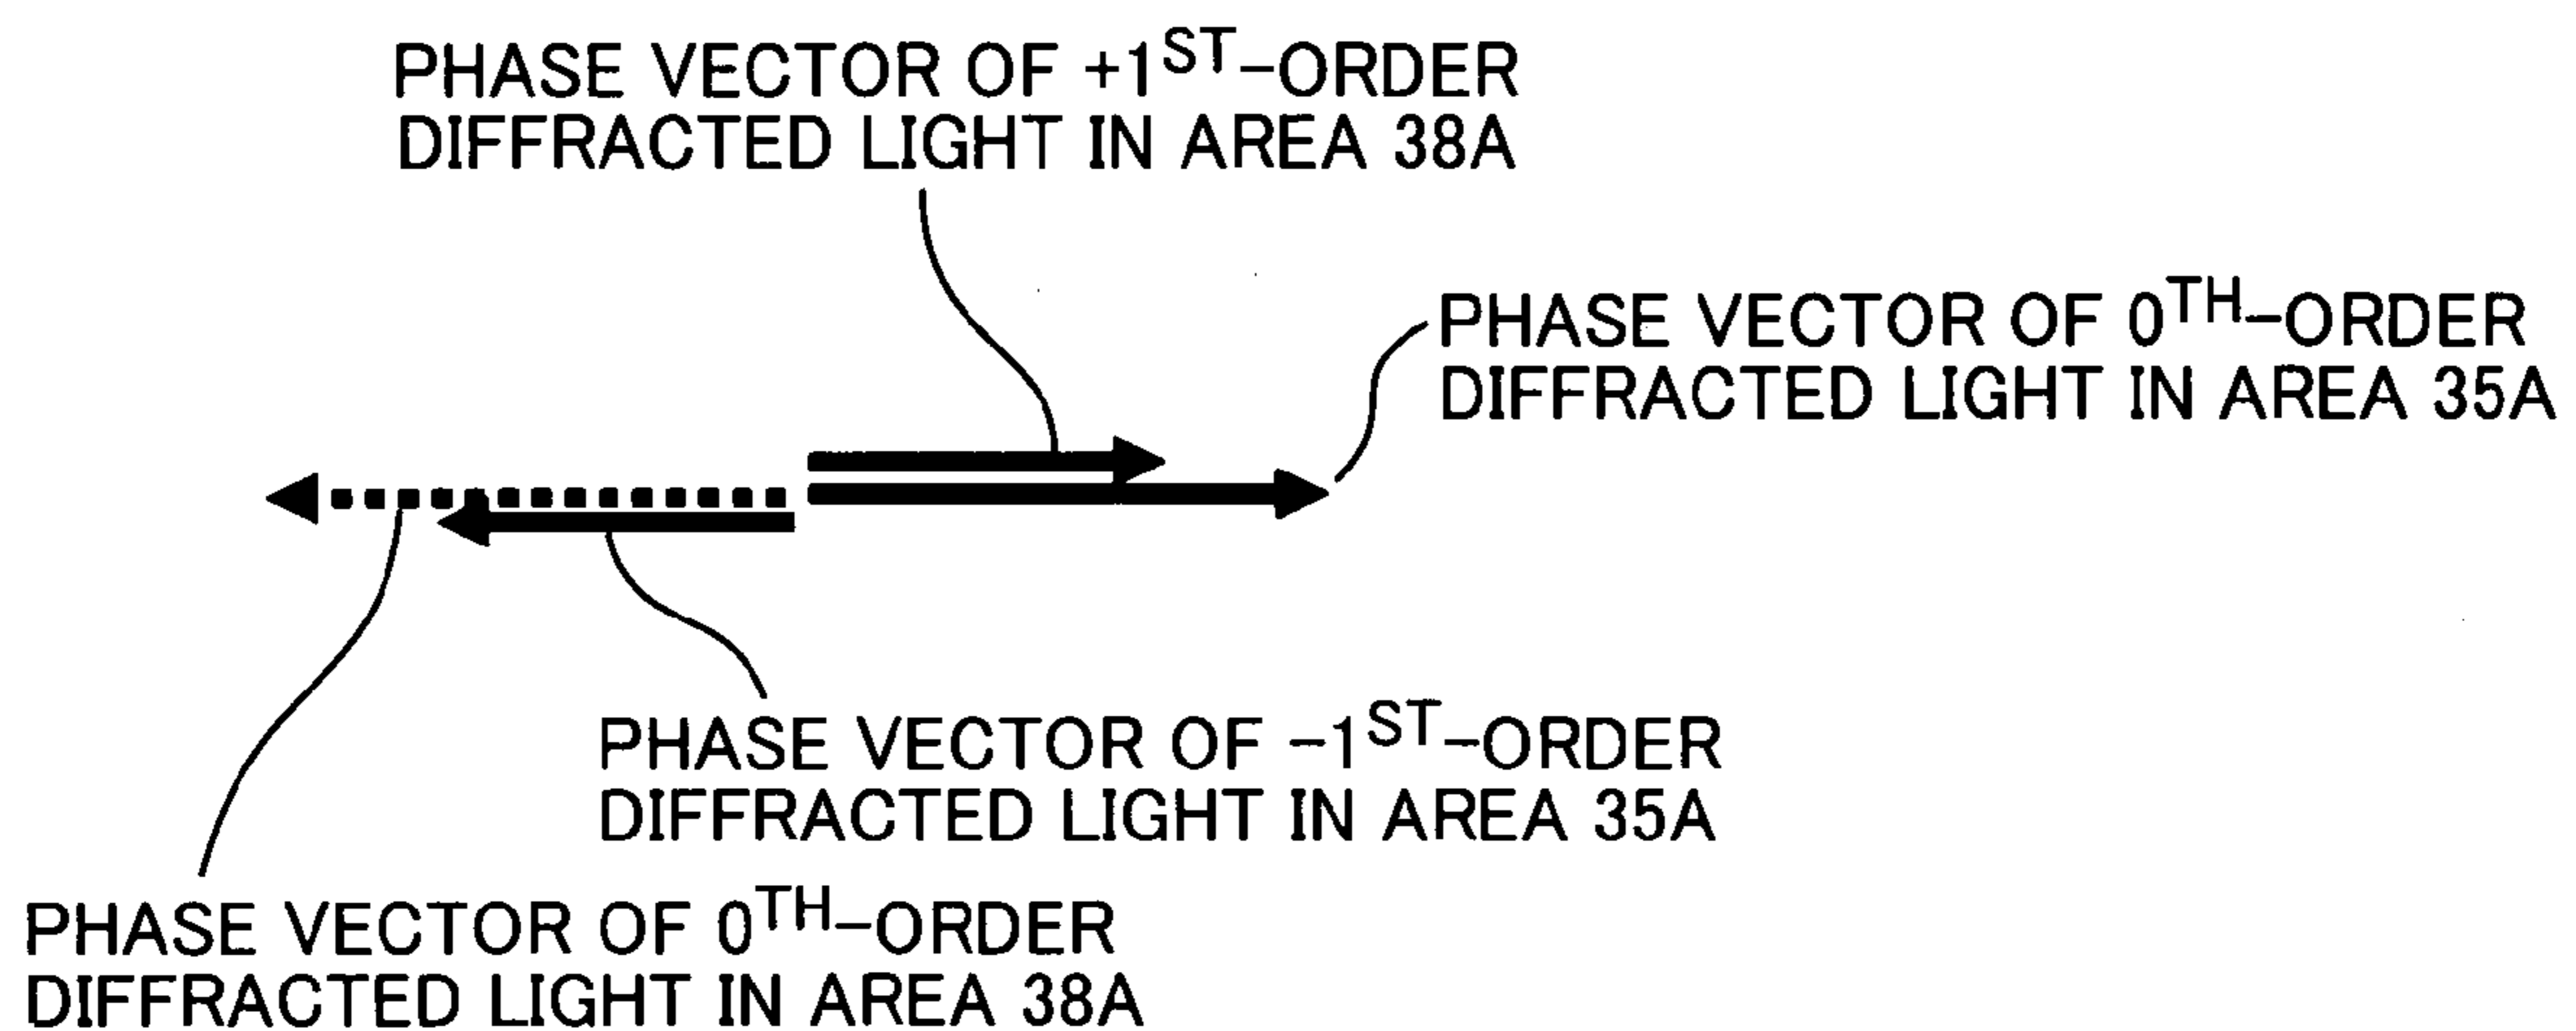 PHASE VECTOR OF +1ST-ORDER
DIFFRACTED LIGHT IN AREA 38A
PHASE VECTOR OF 0TH-ORDER
DIFFRACTED LIGHT IN AREA 35A
PHASE VECTOR OF -1ST-ORDER
DIFFRACTED LIGHT IN AREA 35A
PHASE VECTOR OF 0TH-ORDER
DIFFRACTED LIGHT IN AREA 38A